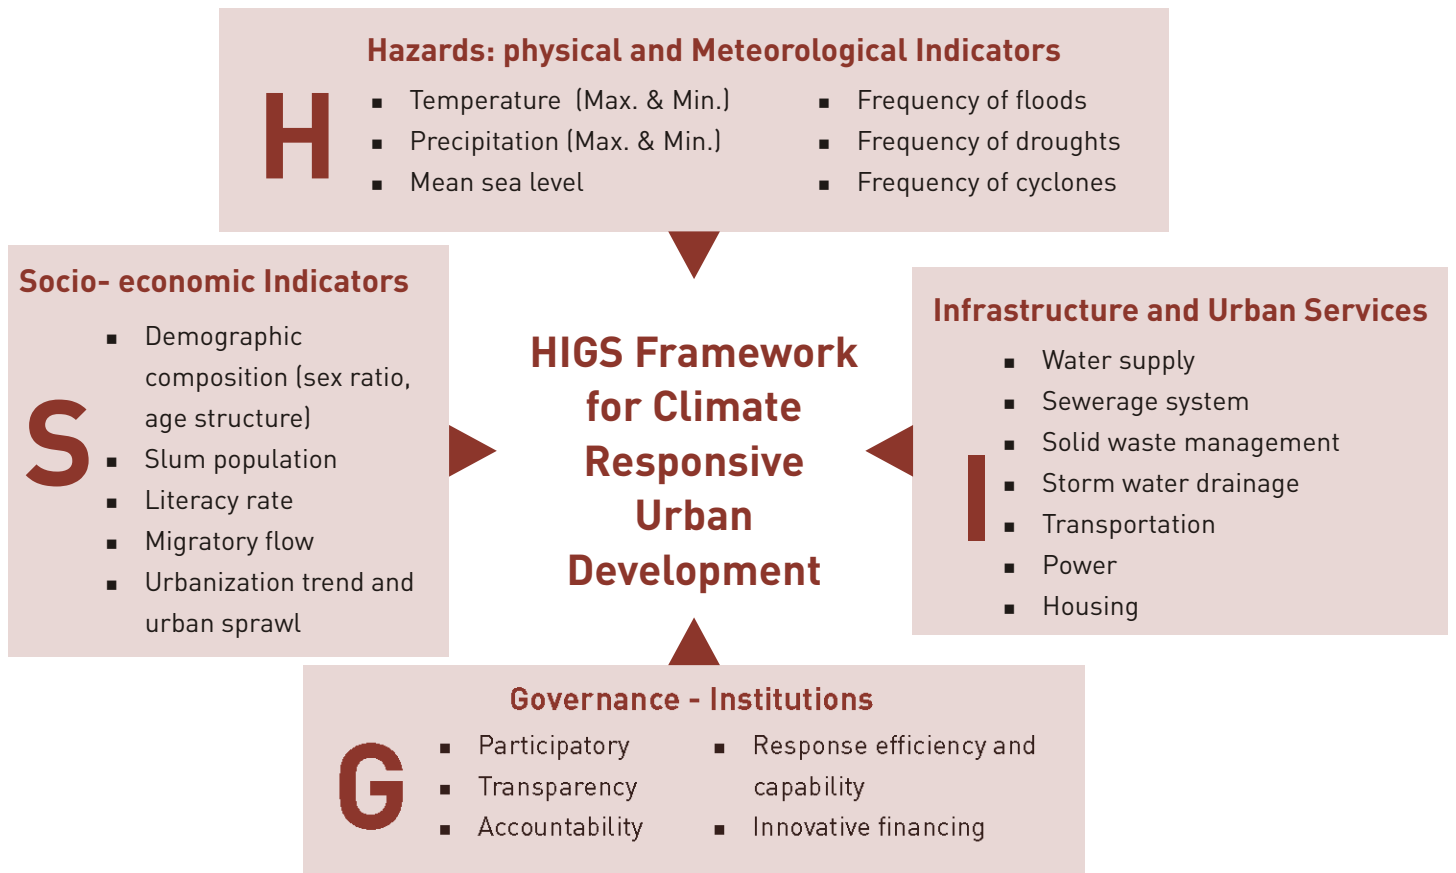 Hazards: physical and Meteorological Indicators
H
▪ Temperature (Max. & Min.)
▪ Precipitation (Max. & Min.)
▪ Mean sea level
▪ Frequency of floods
▪ Frequency of droughts
▪ Frequency of cyclones
Socio- economic Indicators
S
▪ Demographic
composition (sex ratio,
age structure)
▪ Slum population
▪ Literacy rate
▪ Migratory flow
▪ Urbanization trend and
urban sprawl
HIGS Framework
for Climate
Responsive
Urban
Development
Infrastructure and Urban Services
I
▪ Water supply
▪ Sewerage system
▪ Solid waste management
▪ Storm water drainage
▪ Transportation
▪ Power
▪ Housing
Governance - Institutions
G
▪ Participatory
▪ Transparency
▪ Accountability
▪ Response efficiency and
capability
▪ Innovative financing